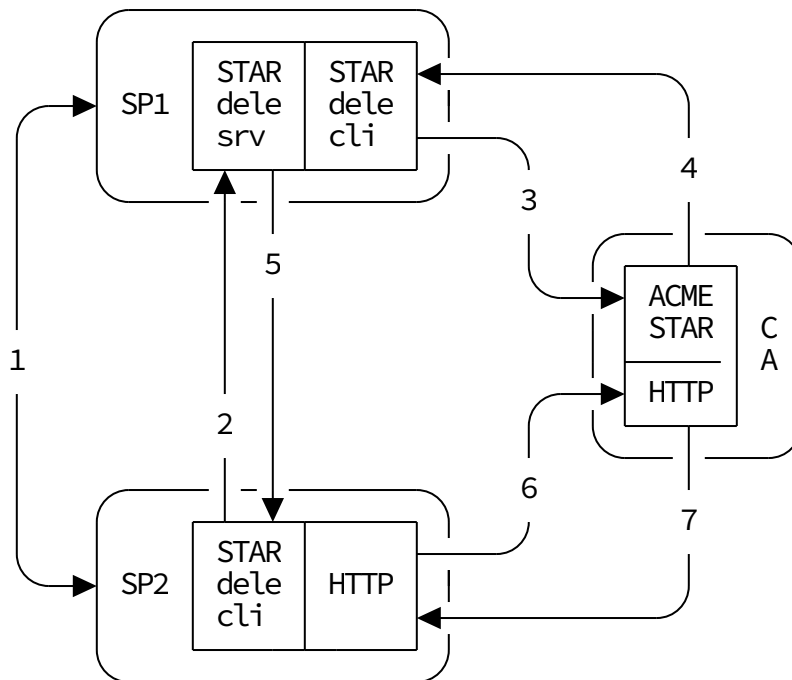 SP1
STAR
dele
srv
STAR
dele
cli
4
3
5
ACME
STAR
C
A
1
HTTP
2
6
7
SP2
STAR
dele
cli
HTTP